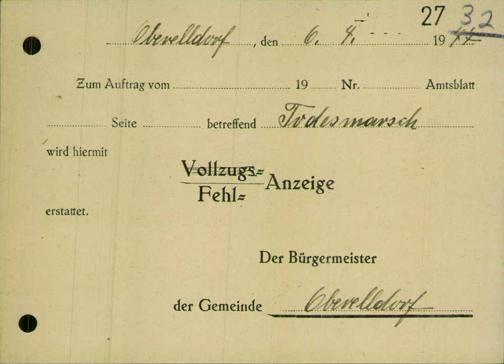 27 32
Oberelldorf, den 6. X. 19 47
Zum Auftrag vom 19 Nr. Amtsblatt
Seite betreffend Todesmarsch
wird hiermit
Vollzugs=
Fehl= Anzeige
erstattet.
Der Bürgermeister
der Gemeinde Oberelldorf